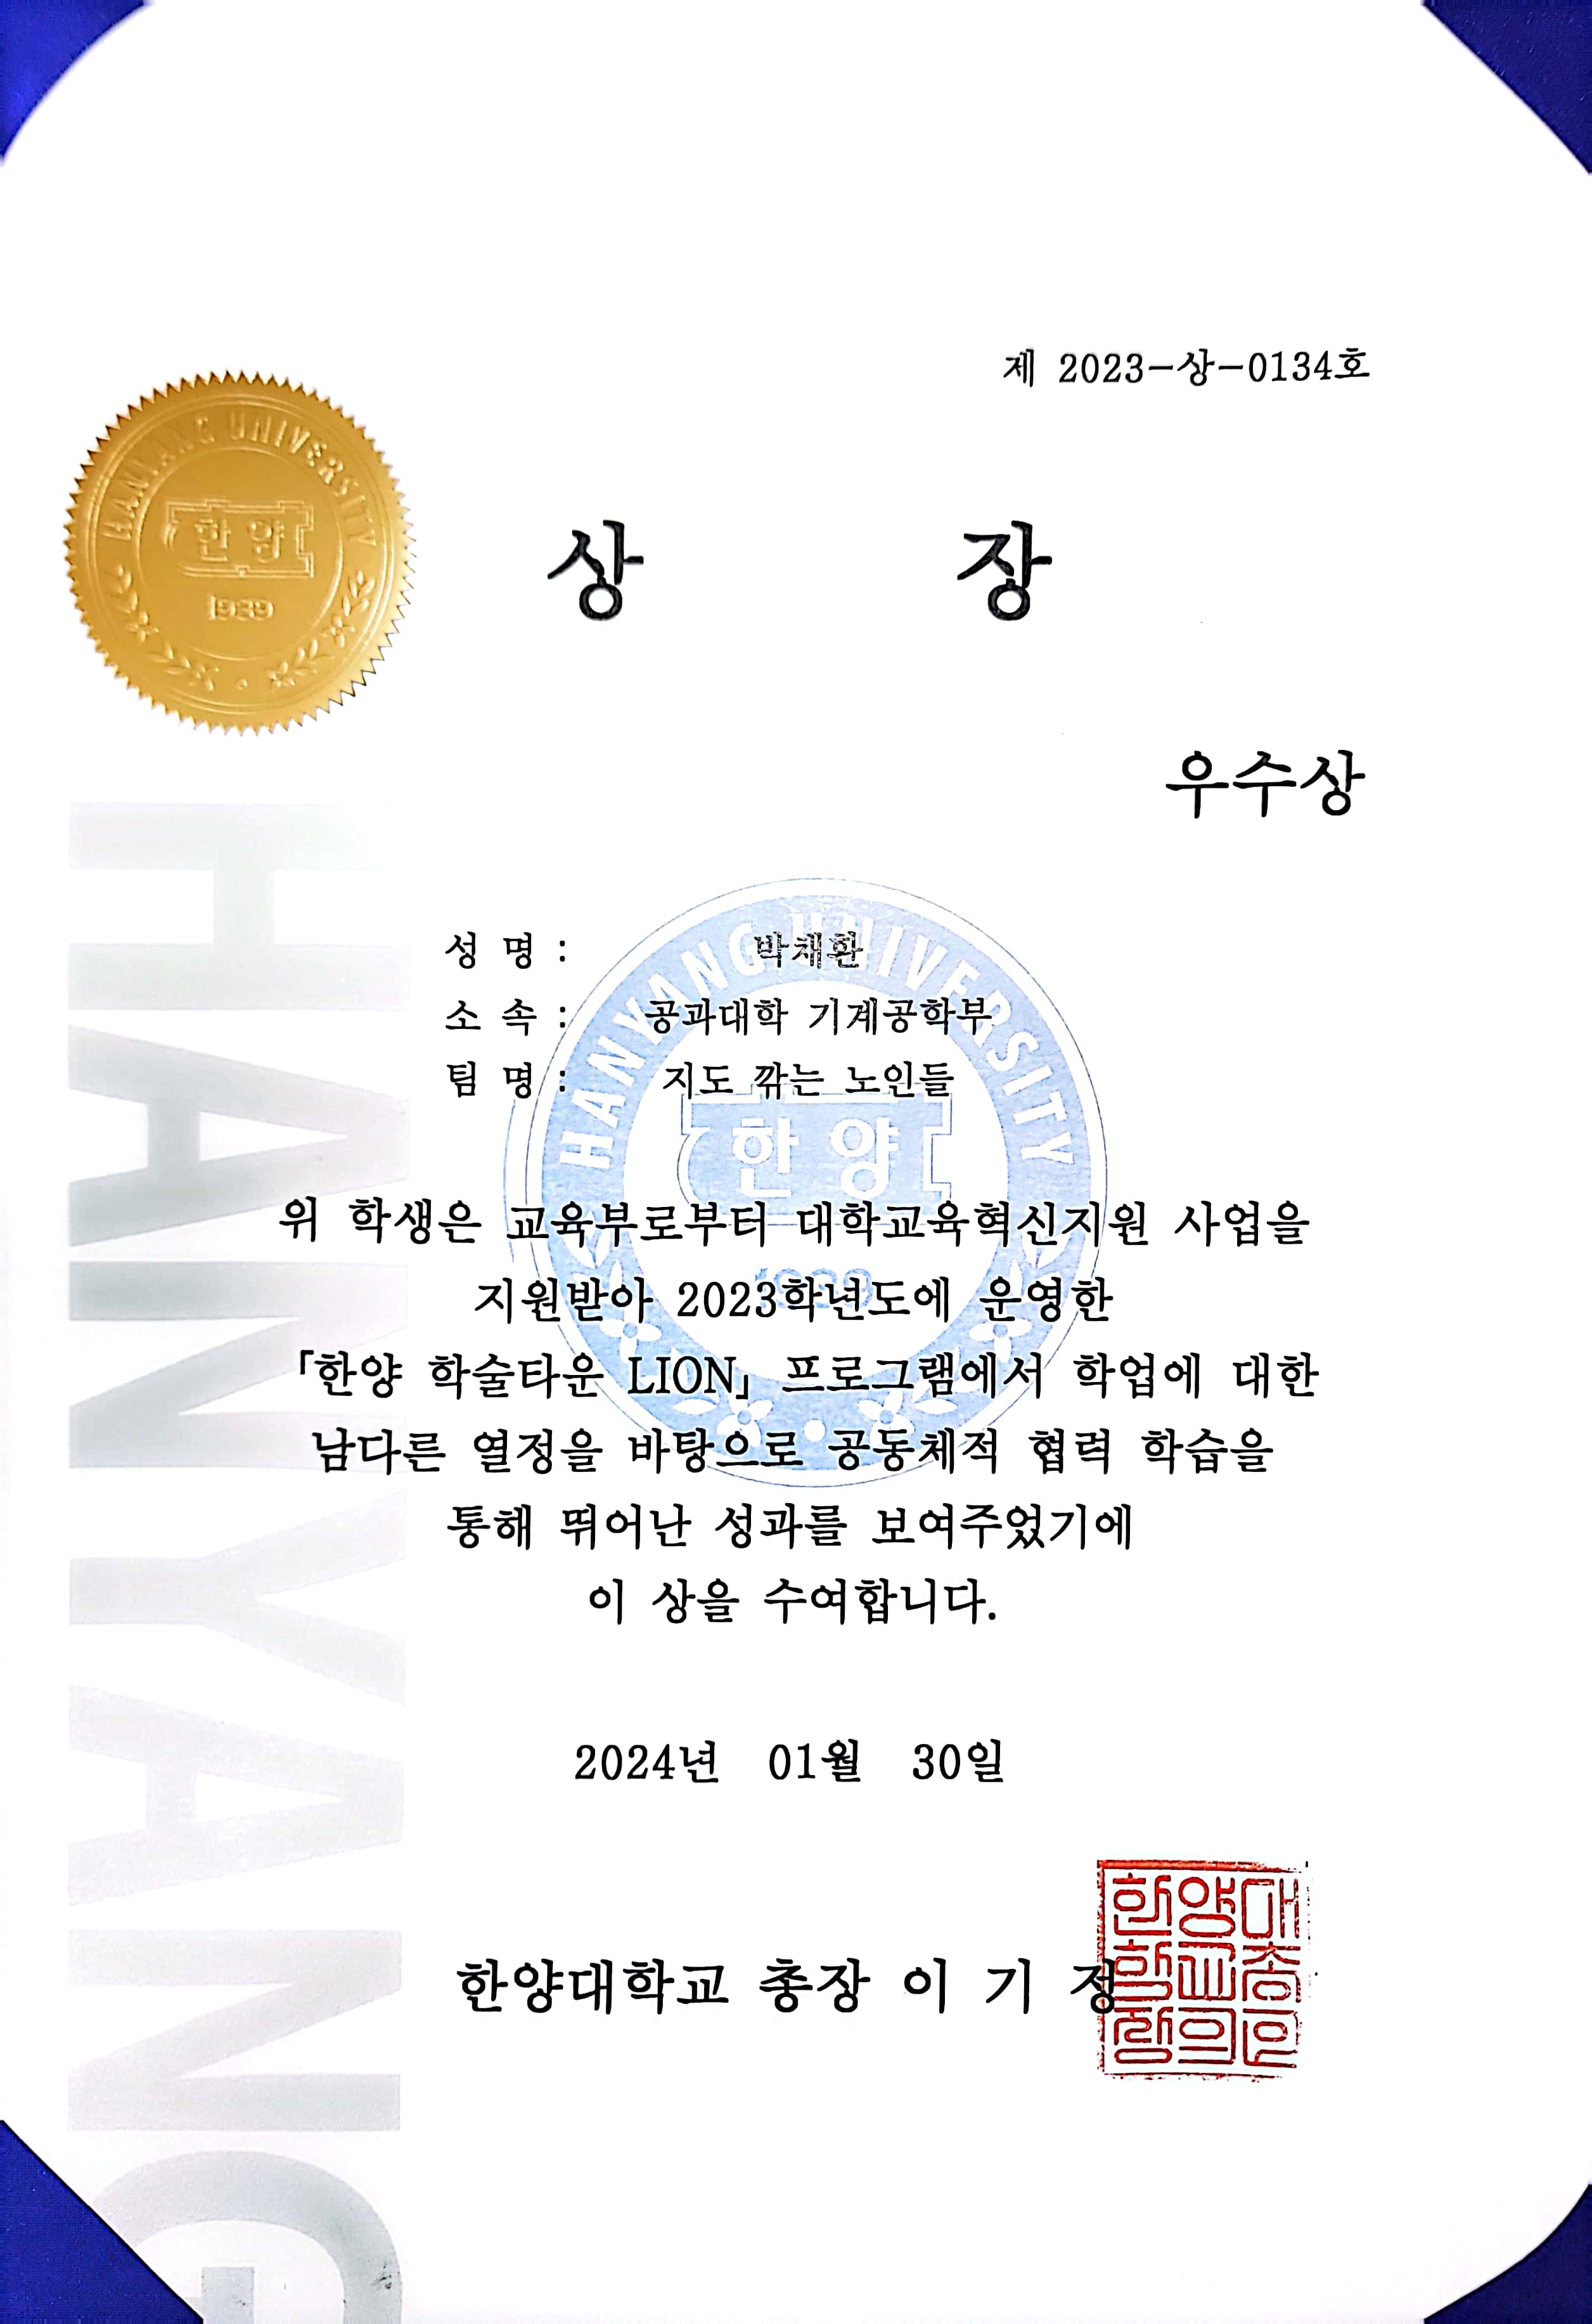 제 2023-상-0134호
HANYANG UNIVERSITY
한양
1939
상 장
우수상
성 명 : 박채환
소 속 : 공과대학 기계공학부
팀 명 : 지도 깎는 노인들
HANYANG UNIVERSITY
한양
1939
위 학생은 교육부로부터 대학교육혁신지원 사업을
지원받아 2023학년도에 운영한
「한양 학술타운 LION」 프로그램에서 학업에 대한
남다른 열정을 바탕으로 공동체적 협력 학습을
통해 뛰어난 성과를 보여주었기에
이 상을 수여합니다.
2024년 01월 30일
한양대학교 총장 이 기 정
한양대
학교총
장의인
HANYANG